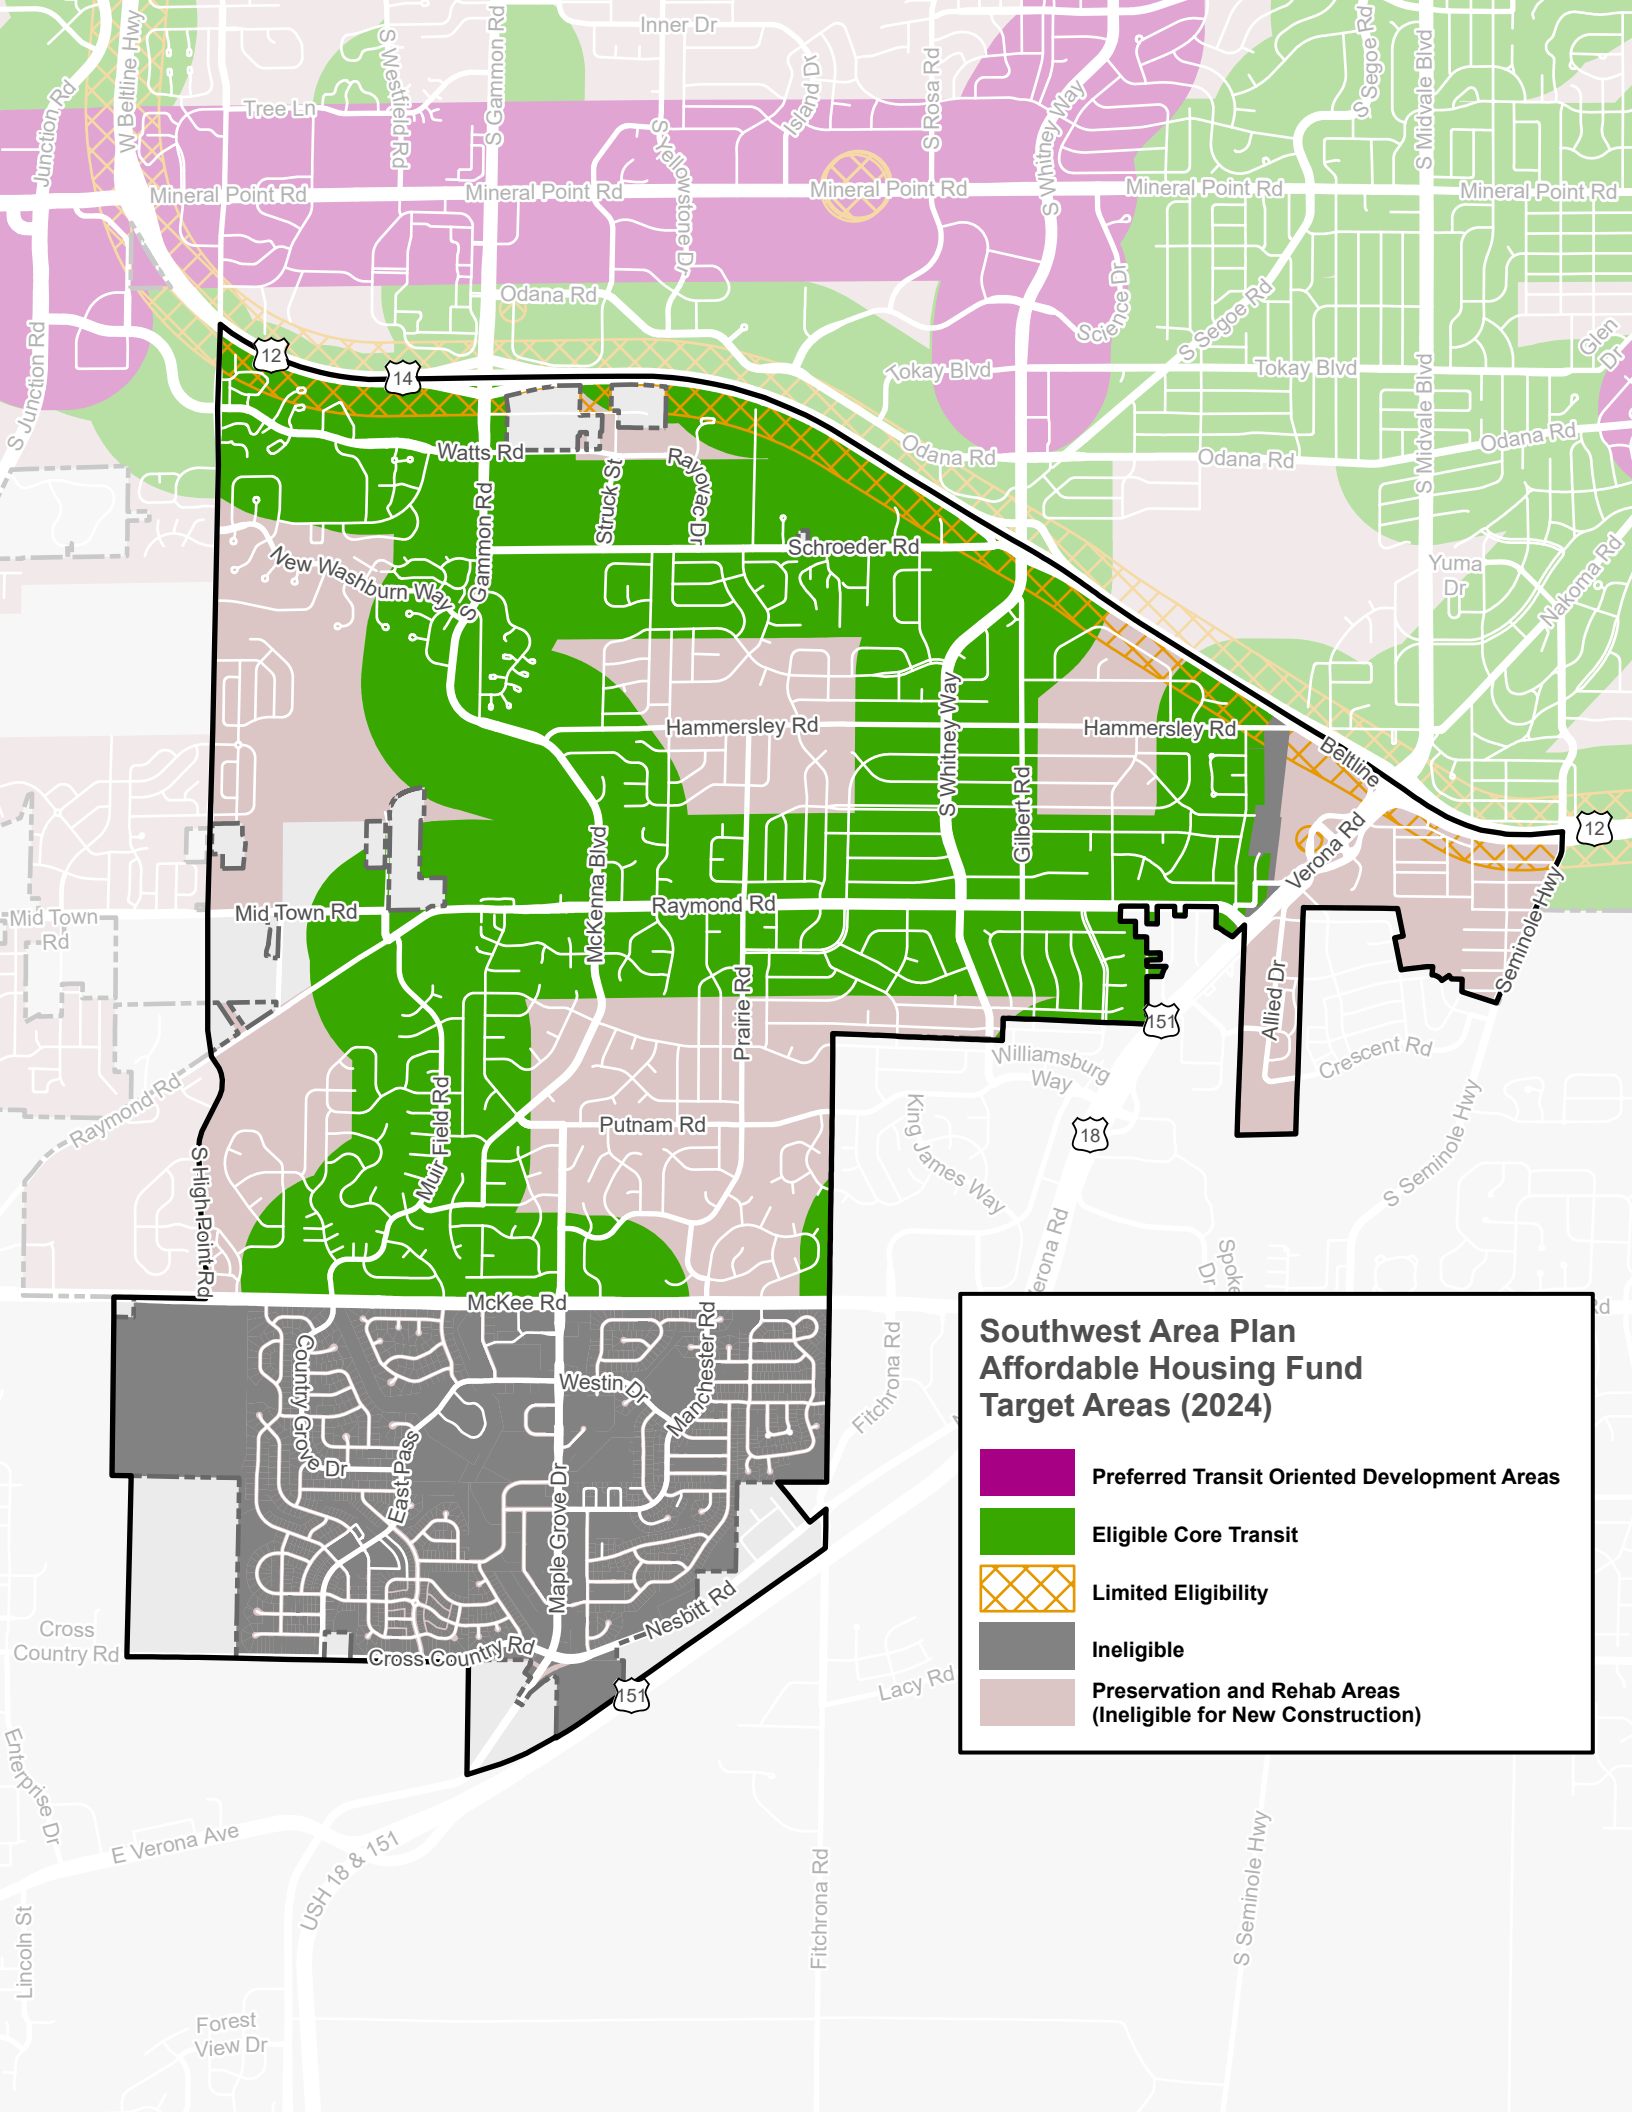 Inner Dr
S Segoe Rd
S Gammon Rd
W Beltline Hwy
S Westfield Rd
Island Dr
S Rosa Rd
S Whitney Way
S Midvale Blvd
Junction Rd
Tree Ln
S Yellowstone Dr
Mineral Point Rd
Mineral Point Rd
Mineral Point Rd
Mineral Point Rd
Mineral Point Rd
Odana Rd
Science Dr
S Segoe Rd
Glen
Dr
S Junction Rd
12
14
Tokay Blvd
Tokay Blvd
S Midvale Blvd
Odana Rd
Odana Rd
Odana Rd
Watts Rd
Struck St
Rayovac Dr
S Gammon Rd
Schroeder Rd
New Washburn Way
Yuma
Dr
Nakoma Rd
Hammersley Rd
Hammersley Rd
S Whitney Way
Gilbert Rd
Beltline
Verona Rd
12
McKenna Blvd
Mid Town
Rd
Mid Town Rd
Raymond Rd
Seminole Hwy
Prairie Rd
Allied Dr
151
Williamsburg
Way
Crescent Rd
Raymond Rd
Muir Field Rd
Putnam Rd
King James Way
18
S Seminole Hwy
S High Point Rd
Verona Rd
Spoke
Dr
McKee Rd
Rd
Country Grove Dr
Manchester Rd
Fitchrona Rd
Westin Dr
East Pass
Maple Grove Dr
Nesbitt Rd
Cross
Country Rd
Cross Country Rd
151
Lacy Rd
Southwest Area Plan
Affordable Housing Fund
Target Areas (2024)
Preferred Transit Oriented Development Areas
Eligible Core Transit
Limited Eligibility
Ineligible
Preservation and Rehab Areas
(Ineligible for New Construction)
Enterprise Dr
E Verona Ave
USH 18 & 151
Fitchrona Rd
S Seminole Hwy
Lincoln St
Forest
View Dr